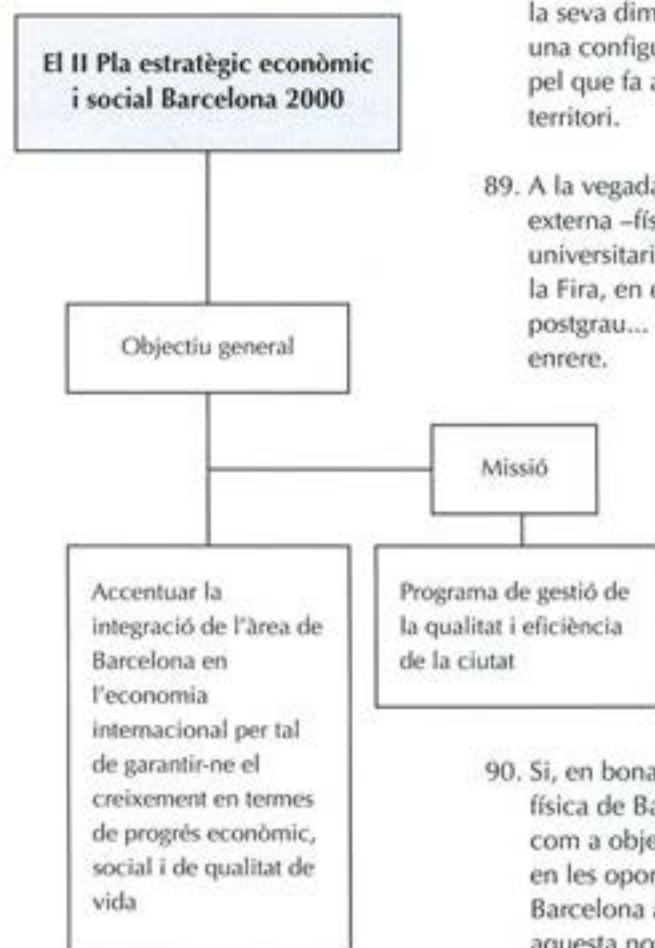 El II Pla estratègic econòmic
i social Barcelona 2000
Objectiu general
Missió
Accentuar la
integració de l'àrea de
Barcelona en
l'economia
internacional per tal
de garantir-ne el
creixement en termes
de progrés econòmic,
social i de qualitat de
vida
Programa de gestió de
la qualitat i eficiència
de la ciutat
la seva dim
una configu
pel que fa a
territori.
89. A la vegada
externa –fís
universitari
la Fira, en e
postgrau...
enrere.
90. Si, en bona
física de Ba
com a obje
en les opor
Barcelona a
aquesta no